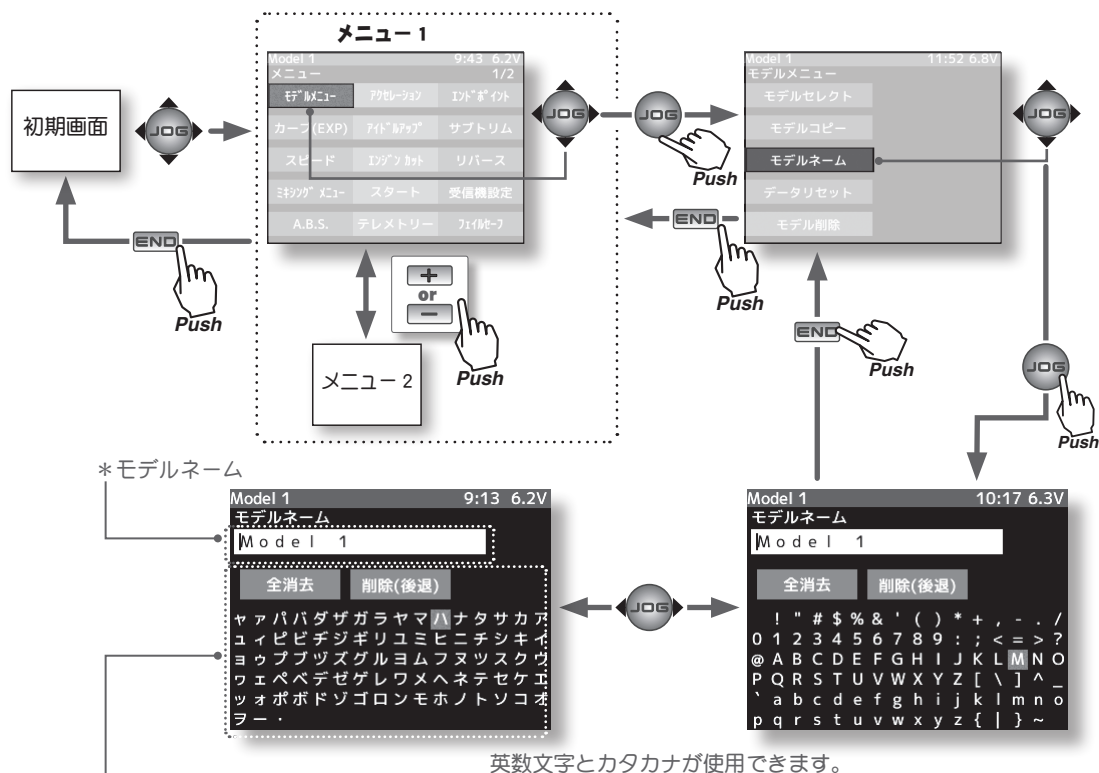 メニュー 1
Model 1 9:43 6.2V
メニュー 1/2
ﾓﾃﾞﾙﾒﾆｭｰ ｱｸｾﾚｰｼｮﾝ ｴﾝﾄﾞﾎﾟｲﾝﾄ
カーブ(EXP) ｱｲﾄﾞﾙｱｯﾌﾟ サブトリム
スピード ｴﾝｼﾞﾝ ｶｯﾄ リバース
ﾐｷｼﾝｸﾞ ﾒﾆｭｰ スタート 受信機設定
A.B.S. テレメトリー ﾌｪｲﾙｾｰﾌ
初期画面
JOG
JOG
JOG
Push
Model 1 11:52 6.8V
モデルメニュー
モデルセレクト
モデルコピー
モデルネーム
データリセット
モデル削除
JOG
END
Push
END
Push
+
or
−
Push
メニュー 2
END
Push
JOG
Push
＊モデルネーム
Model 1 9:13 6.2V
モデルネーム
Model 1
全消去 削除(後退)
ャァパバダザガラヤマハナタサカア
ュィピビヂジギリユミヒニチシキイ
ョゥプブヅズグルヨムフヌツスクウ
ヮェペベデゼゲレワメヘネテセケエ
ッォポボドゾゴロンモホノトソコオ
ヲー・
JOG
Model 1 10:17 6.3V
モデルネーム
Model 1
全消去 削除(後退)
! " # $ % & ' ( ) * + , - . /
0 1 2 3 4 5 6 7 8 9 : ; < = > ?
@ A B C D E F G H I J K L M N O
P Q R S T U V W X Y Z [ \ ] ^ _
` a b c d e f g h i j k l m n o
p q r s t u v w x y z { | } ~
英数文字とカタカナが使用できます。